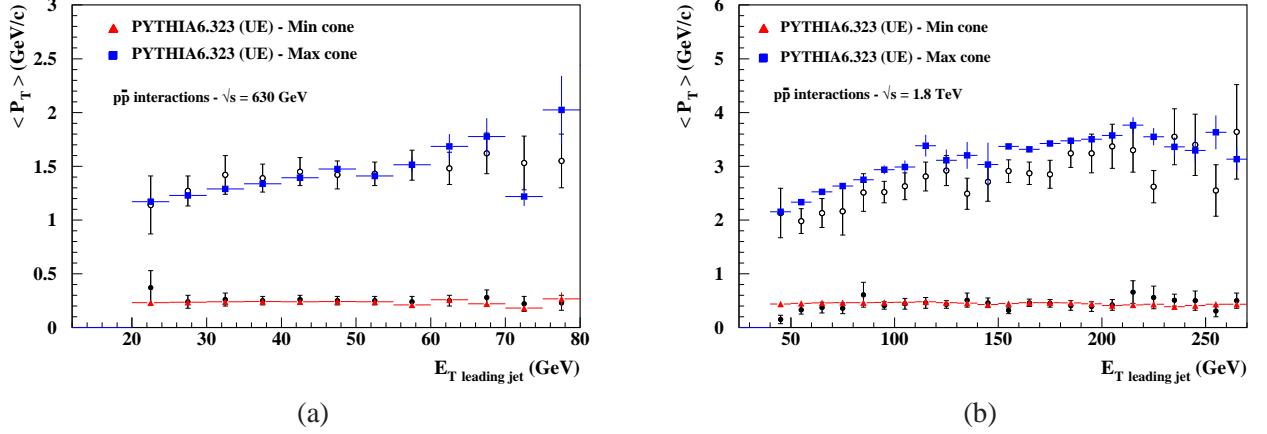 < P_T > (GeV/c)
3
2.5
2
1.5
1
0.5
0
PYTHIA6.323 (UE) - Min cone
PYTHIA6.323 (UE) - Max cone
pp̄ interactions - √s = 630 GeV
20 30 40 50 60 70 80
E_T leading jet (GeV)
(a)
< P_T > (GeV/c)
6
5
4
3
2
1
0
PYTHIA6.323 (UE) - Min cone
PYTHIA6.323 (UE) - Max cone
pp̄ interactions - √s = 1.8 TeV
50 100 150 200 250
E_T leading jet (GeV)
(b)